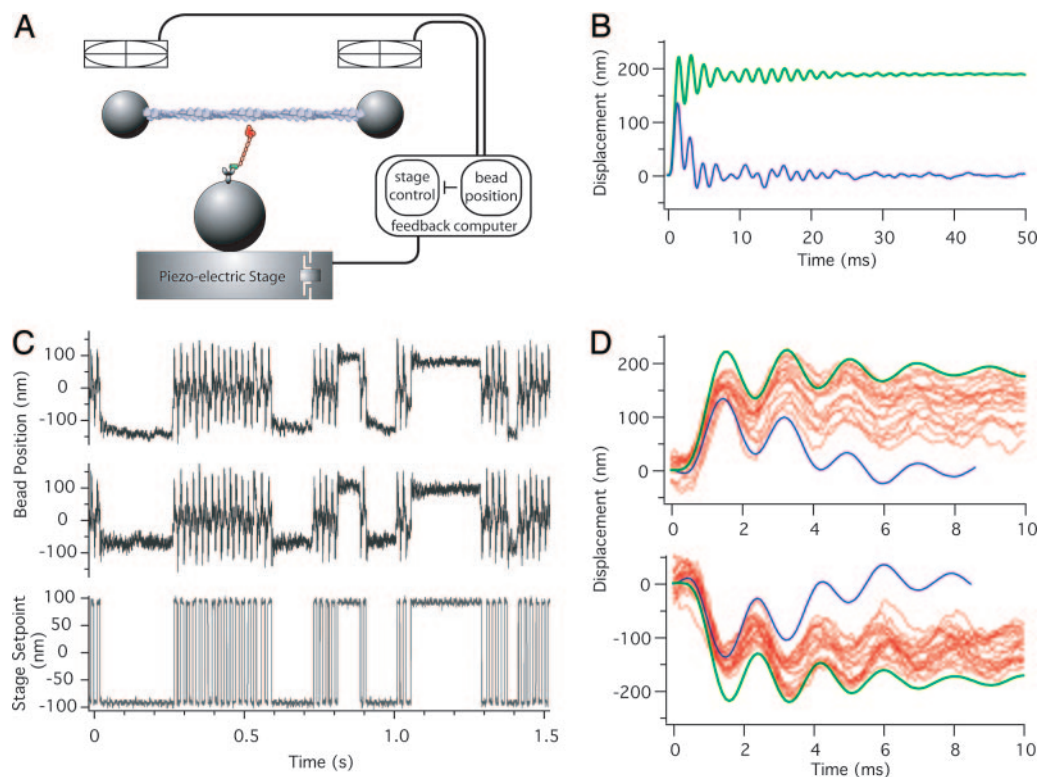 A
stage
control
bead
position
feedback computer
Piezo-electric Stage
B
Displacement (nm)
200
100
0
0
10
20
30
40
50
Time (ms)
C
Bead Position (nm)
100
0
-100
100
0
-100
Stage Setpoint
(nm)
100
50
0
-50
-100
0
0.5
1.0
1.5
Time (s)
D
Displacement (nm)
200
100
0
0
2
4
6
8
10
0
-100
-200
0
2
4
6
8
10
Time (ms)